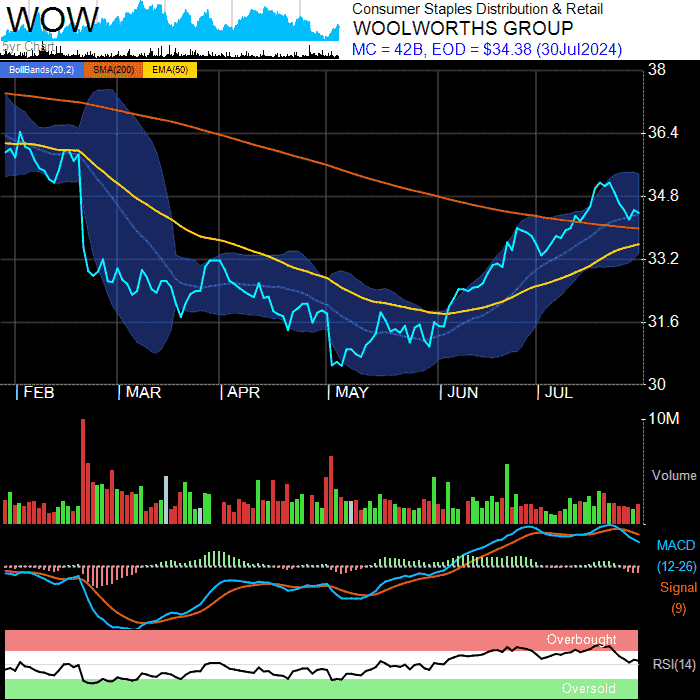 WOW
5yr Chart
Consumer Staples Distribution & Retail
WOOLWORTHS GROUP
MC = 42B, EOD = $34.38 (30Jul2024)
BollBands(20,2) SMA(200) EMA(50)
38
36.4
34.8
33.2
31.6
30
FEB MAR APR MAY JUN JUL
10M
Volume
MACD
(12-26)
Signal
(9)
Overbought
RSI(14)
Oversold